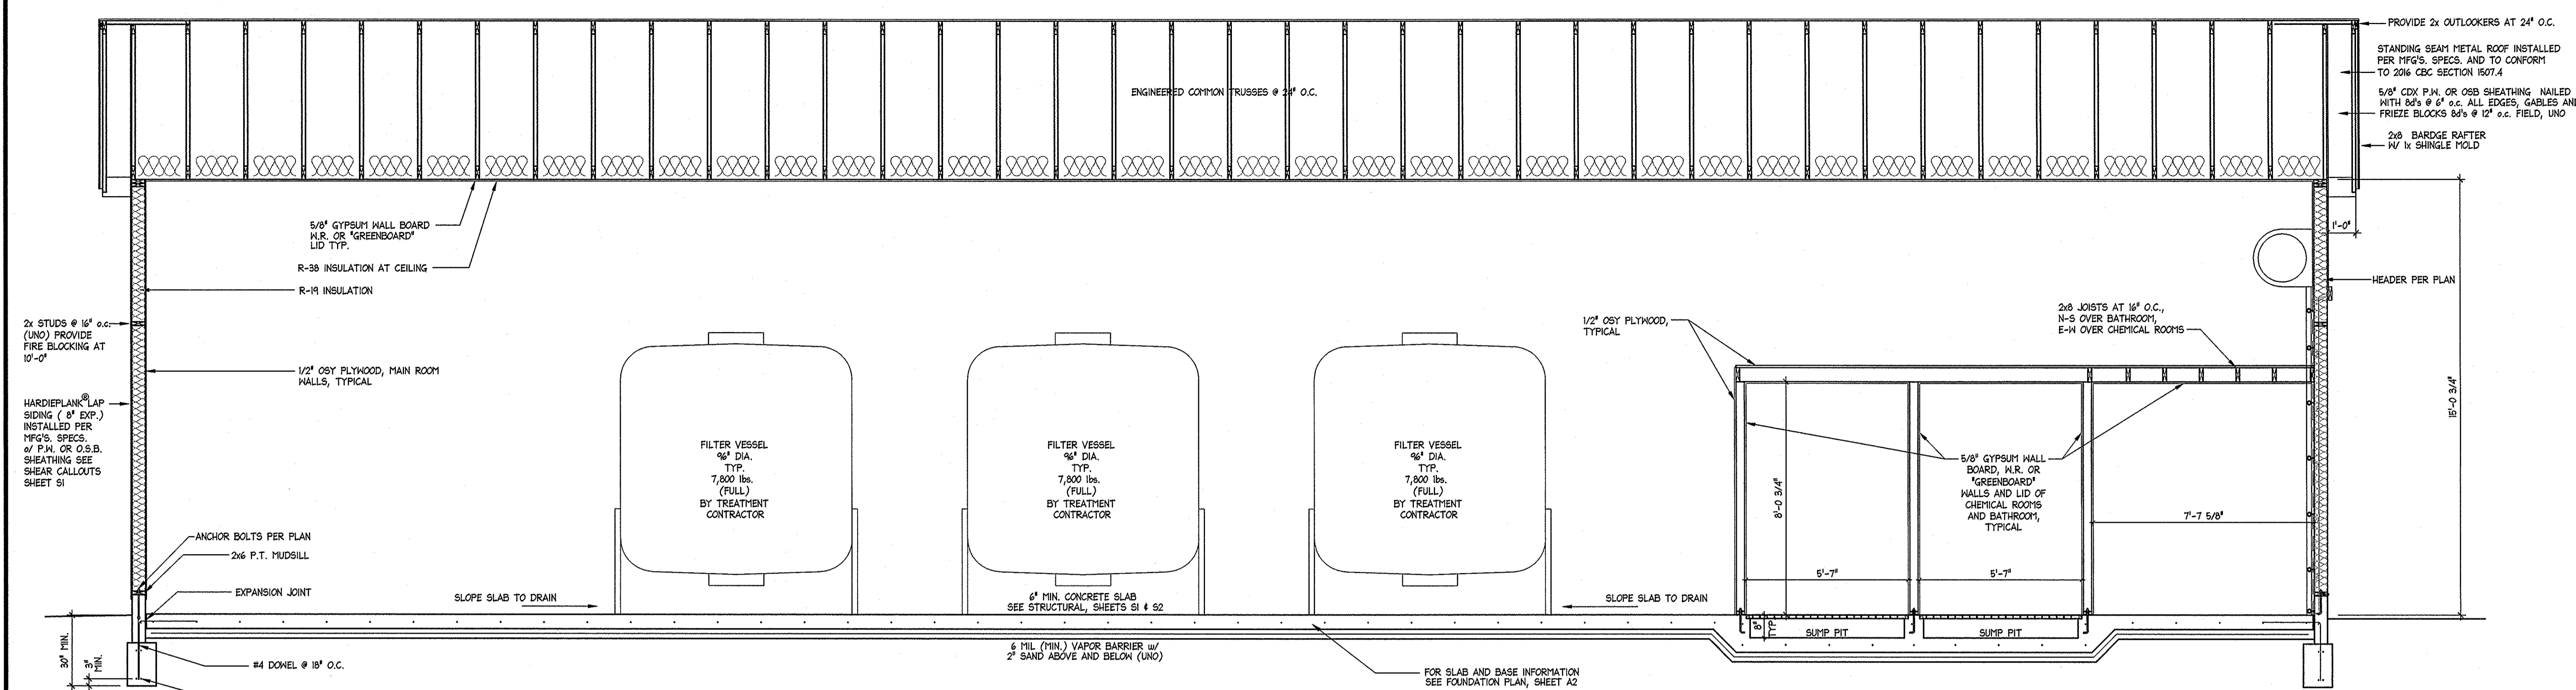 ENGINEERED COMMON TRUSSES @ 24" O.C.
PROVIDE 2x OUTLOOKERS AT 24" O.C.
STANDING SEAM METAL ROOF INSTALLED
PER MFG'S. SPECS. AND TO CONFORM
TO 2016 CBC SECTION 1507.4
5/8" CDX P.W. OR OSB SHEATHING NAILED
WITH 8d's @ 6" o.c. ALL EDGES, GABLES AN
FRIEZE BLOCKS 8d's @ 12" o.c. FIELD, UNO
2x8 BARDGE RAFTER
W/ 1x SHINGLE MOLD
5/8" GYPSUM WALL BOARD
W.R. OR "GREENBOARD"
LID TYP.
R-38 INSULATION AT CEILING
R-19 INSULATION
2x STUDS @ 16" o.c.
(UNO) PROVIDE
FIRE BLOCKING AT
10'-0"
1/2" OSY PLYWOOD, MAIN ROOM
WALLS, TYPICAL
HARDIEPLANK® LAP
SIDING ( 8" EXP.)
INSTALLED PER
MFG'S. SPECS.
o/ P.W. OR O.S.B.
SHEATHING SEE
SHEAR CALLOUTS
SHEET S1
ANCHOR BOLTS PER PLAN
2x6 P.T. MUDSILL
EXPANSION JOINT
SLOPE SLAB TO DRAIN
30" MIN.
3"
MIN.
#4 DOWEL @ 18" O.C.
FILTER VESSEL
96" DIA.
TYP.
7,800 lbs.
(FULL)
BY TREATMENT
CONTRACTOR
FILTER VESSEL
96" DIA.
TYP.
7,800 lbs.
(FULL)
BY TREATMENT
CONTRACTOR
FILTER VESSEL
96" DIA.
TYP.
7,800 lbs.
(FULL)
BY TREATMENT
CONTRACTOR
6" MIN. CONCRETE SLAB
SEE STRUCTURAL, SHEETS S1 & S2
6 MIL (MIN.) VAPOR BARRIER w/
2" SAND ABOVE AND BELOW (UNO)
SLOPE SLAB TO DRAIN
FOR SLAB AND BASE INFORMATION
SEE FOUNDATION PLAN, SHEET A2
1/2" OSY PLYWOOD,
TYPICAL
2x8 JOISTS AT 16" O.C.,
N-S OVER BATHROOM,
E-W OVER CHEMICAL ROOMS
1'-0"
HEADER PER PLAN
15'-0 3/4"
8'-0 3/4"
5/8" GYPSUM WALL
BOARD, W.R. OR
"GREENBOARD"
WALLS AND LID OF
CHEMICAL ROOMS
AND BATHROOM,
TYPICAL
7'-7 5/8"
5'-7"
5'-7"
8"
TYP
SUMP PIT
SUMP PIT